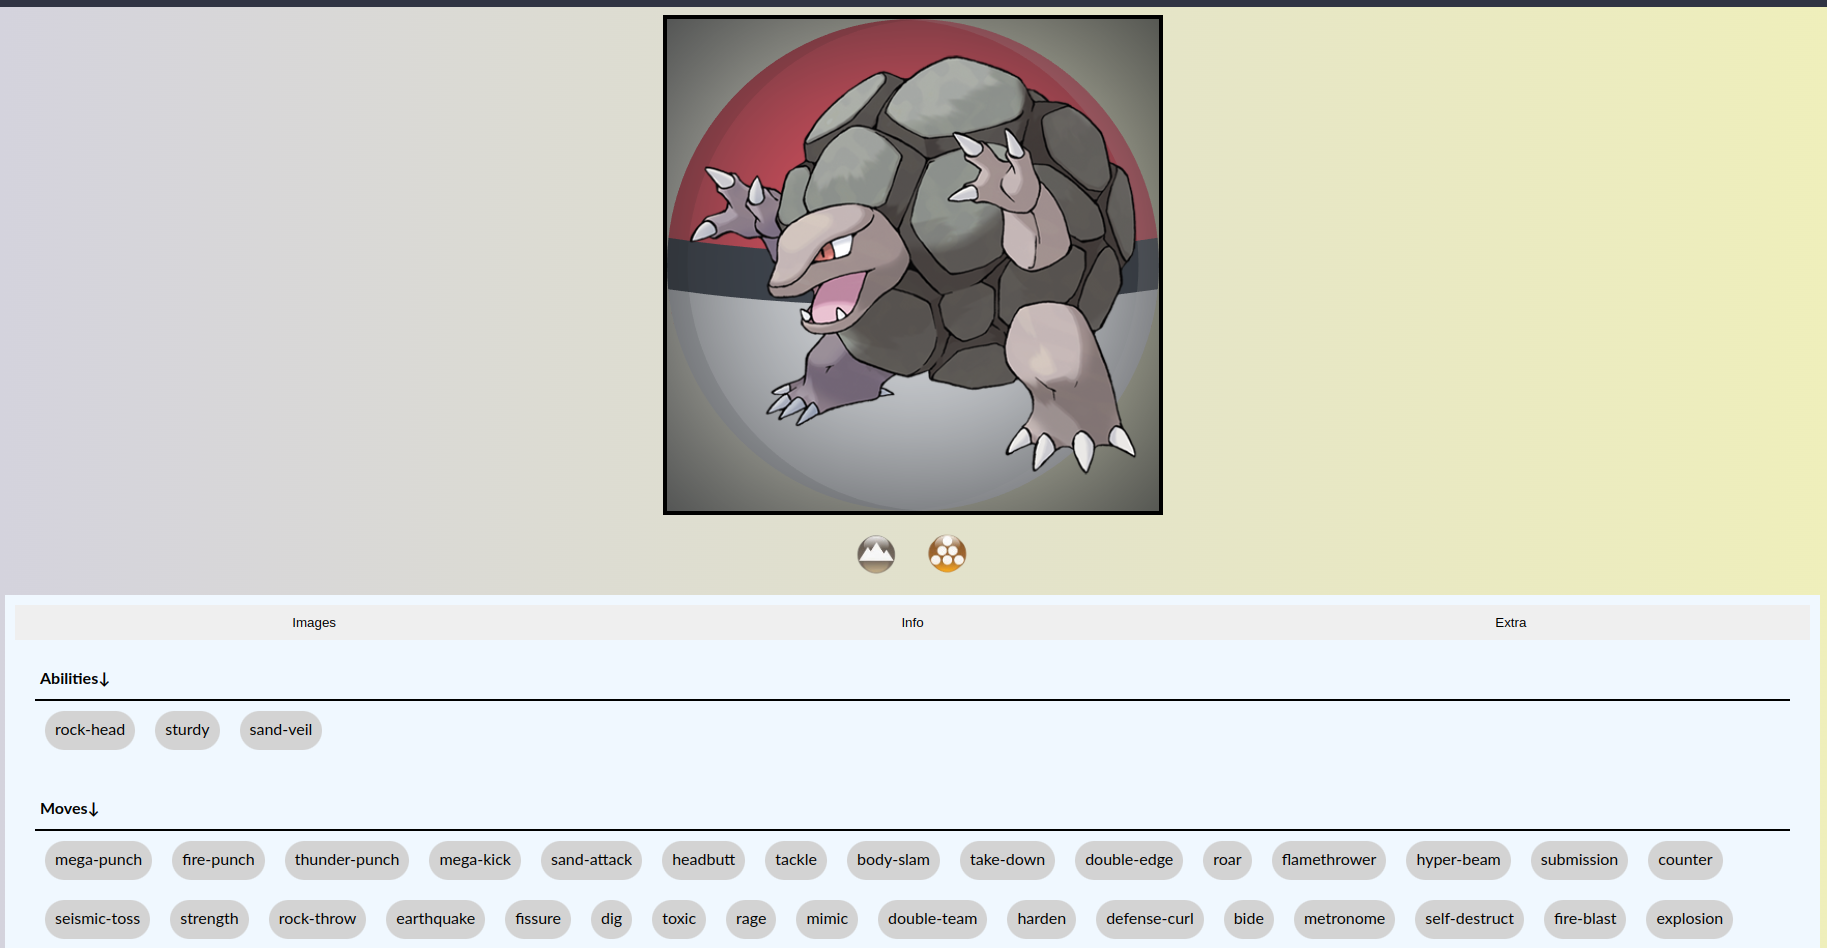 Images Info Extra
Abilities↓
rock-head sturdy sand-veil
Moves↓
mega-punch fire-punch thunder-punch mega-kick sand-attack headbutt tackle body-slam take-down double-edge roar flamethrower hyper-beam submission counter
seismic-toss strength rock-throw earthquake fissure dig toxic rage mimic double-team harden defense-curl bide metronome self-destruct fire-blast explosion